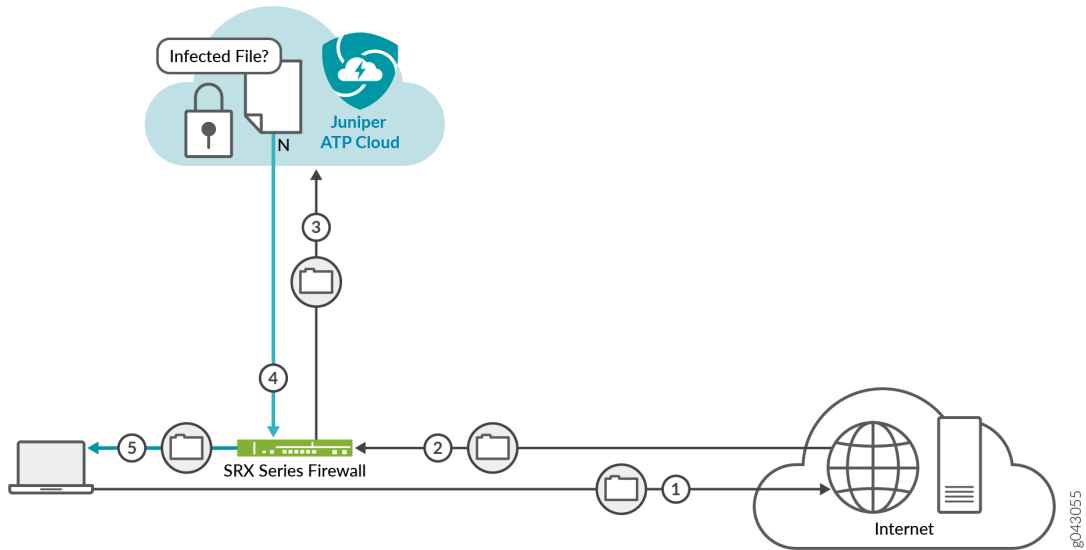 Infected File?
Juniper
ATP Cloud
N
3
4
5
2
SRX Series Firewall
1
Internet
g043055